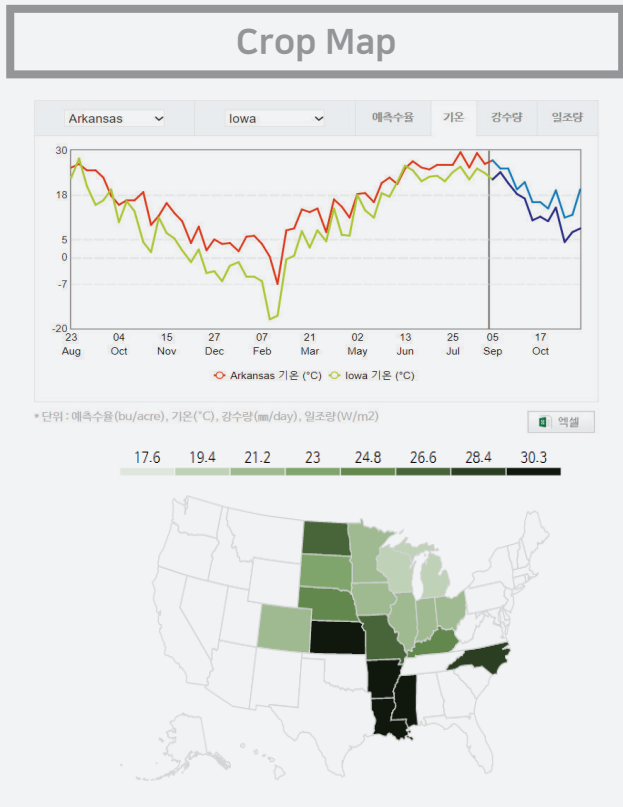 Crop Map
Arkansas Iowa 예측수율 기온 강수량 일조량
30
18
5
0
-7
-20
23 04 15 27 07 21 02 13 25 05 17
Aug Oct Nov Dec Feb Mar May Jun Jul Sep Oct
Arkansas 기온 (°C) Iowa 기온 (°C)
* 단위 : 예측수율(bu/acre), 기온(°C), 강수량(㎜/day), 일조량(W/m2)
엑셀
17.6 19.4 21.2 23 24.8 26.6 28.4 30.3